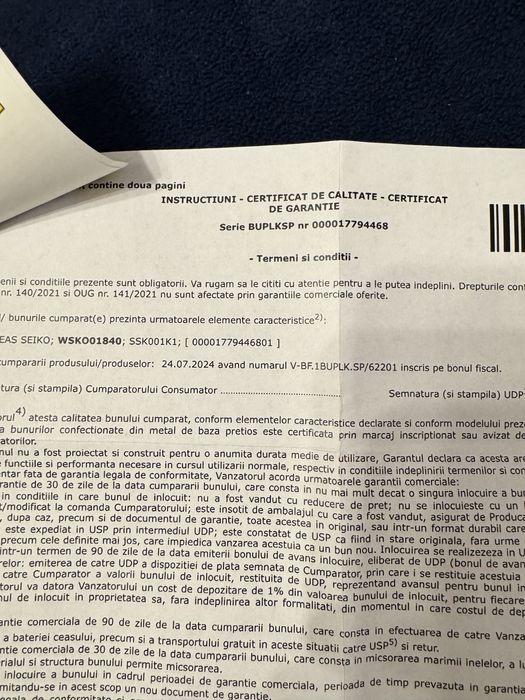 contine doua pagini
INSTRUCTIUNI - CERTIFICAT DE CALITATE - CERTIFICAT
DE GARANTIE
Serie BUPLKSP nr 000017794468
- Termeni si conditii -
enii si conditiile prezente sunt obligatorii. Va rugam sa le cititi cu atentie pentru a le putea indeplini. Drepturile con
nr. 140/2021 si OUG nr. 141/2021 nu sunt afectate prin garantiile comerciale oferite.
l/ bunurile cumparat(e) prezinta urmatoarele elemente caracteristice2):
EAS SEIKO; WSKO01840; SSK001K1; [ 00001779446801 ]
cumpararii produsului/produselor: 24.07.2024 avand numarul V-BF.1BUPLK.SP/62201 inscris pe bonul fiscal.
tura (si stampila) Cumparatorului Consumator
Semnatura (si stampila) UDP
orul4) atesta calitatea bunului cumparat, conform elementelor caracteristice declarate si conform modelului prez
a bunurilor confectionate din metal de baza pretios este certificata prin marcaj inscriptionat sau avizat de
atorilor.
nul nu a fost proiectat si construit pentru o anumita durata medie de utilizare, Garantul declara ca acesta are
e functiile si performanta necesare in cursul utilizarii normale, respectiv in conditiile indeplinirii termenilor si con
ntar fata de garantia legala de conformitate, Vanzatorul acorda urmatoarele garantii comerciale:
rantie de 30 de zile de la data cumpararii bunului, care consta in nu mai mult decat o singura inlocuire a bun
in conditiile in care bunul de inlocuit: nu a fost vandut cu reducere de pret; nu se inlocuieste cu un
t/modificat la comanda Cumparatorului; este insotit de ambalajul cu care a fost vandut, asigurat de Produca
, dupa caz, precum si de documentul de garantie, toate acestea in original, sau intr-un format durabil care
este expediat in USP prin intermediul UDP; este constatat de USP ca fiind in stare originala, fara urme
precum cele definite mai jos, care impiedica vanzarea acestuia ca un bun nou. Inlocuirea se realizezeza in U
intr-un termen de 90 de zile de la data emiterii bonului de avans inlocuire, eliberat de UDP (bonul de avan
relor: emiterea de catre UDP a dispozitiei de plata semnata de Cumparator, prin care i se restituie acestuia
catre Cumparator a valorii bunului de inlocuit, restituita de UDP, reprezentand avansul pentru bunul in
torul va datora Vanzatorului un cost de depozitare de 1% din valoarea bunului de inlocuit, pentru fiecare
nul de inlocuit in proprietatea sa, fara indeplinirea altor formalitati, din momentul in care costul de dep
antie comerciala de 90 de zile de la data cumpararii bunului, care consta in efectuarea de catre Vanza
a bateriei ceasului, precum si a transportului gratuit in aceste situatii catre USP5) si retur.
ntie comerciala de 30 de zile de la data cumpararii bunului, care consta in micsorarea marimii inelelor, a lu
rialul si structura bunului permite micsorarea.
inlocuire a bunului in cadrul perioadei de garantie comerciala, perioada de timp prevazuta in garantia
mitandu-se in acest scop un nou document de garantie.